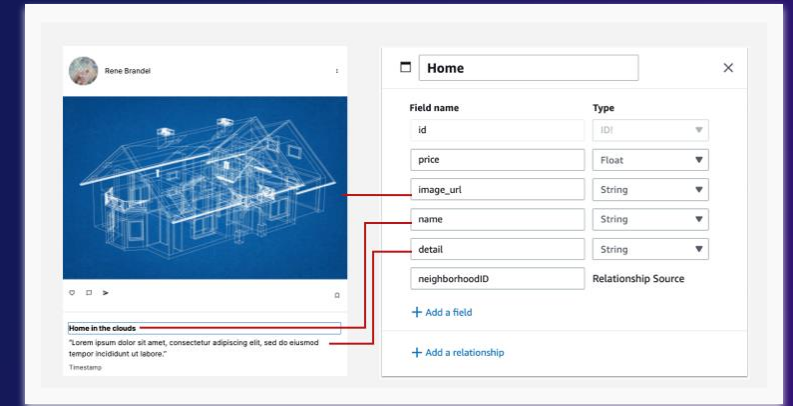 Rene Brandel
Home in the clouds
"Lorem ipsum dolor sit amet, consectetur adipiscing elit, sed do eiusmod
tempor incididunt ut labore."
Timestamp
Home
Field name Type
id ID!
price Float
image_url String
name String
detail String
neighborhoodID Relationship Source
+ Add a field
+ Add a relationship